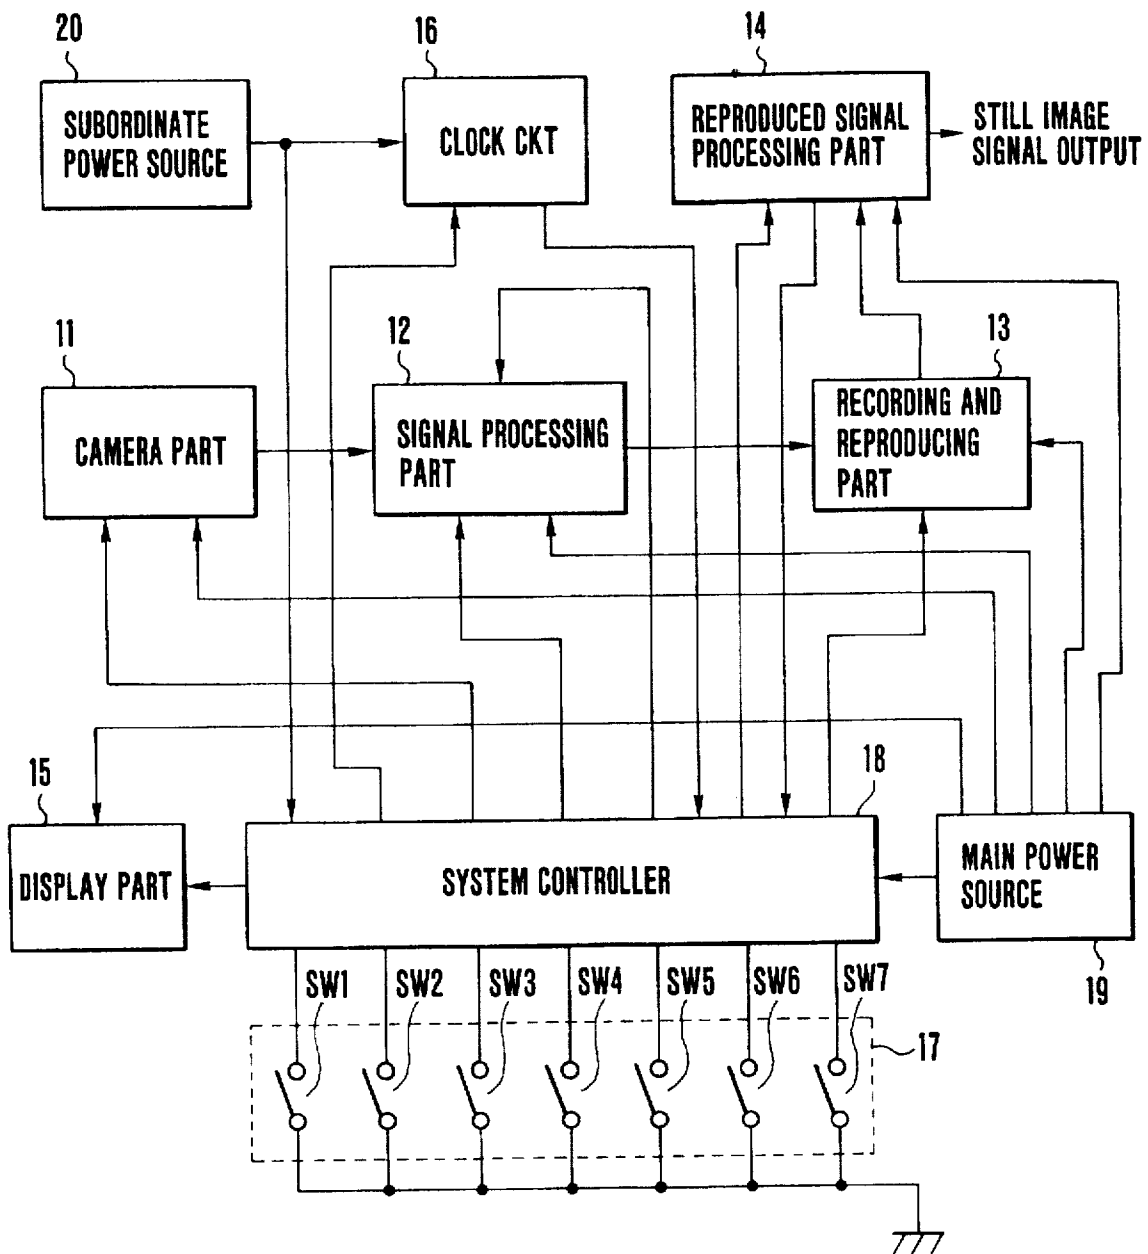 20
16
14
SUBORDINATE
POWER SOURCE
CLOCK CKT
REPRODUCED SIGNAL
PROCESSING PART
STILL IMAGE
SIGNAL OUTPUT
11
12
13
CAMERA PART
SIGNAL PROCESSING
PART
RECORDING AND
REPRODUCING
PART
15
18
DISPLAY PART
SYSTEM CONTROLLER
MAIN POWER
SOURCE
19
SW1
SW2
SW3
SW4
SW5
SW6
SW7
17